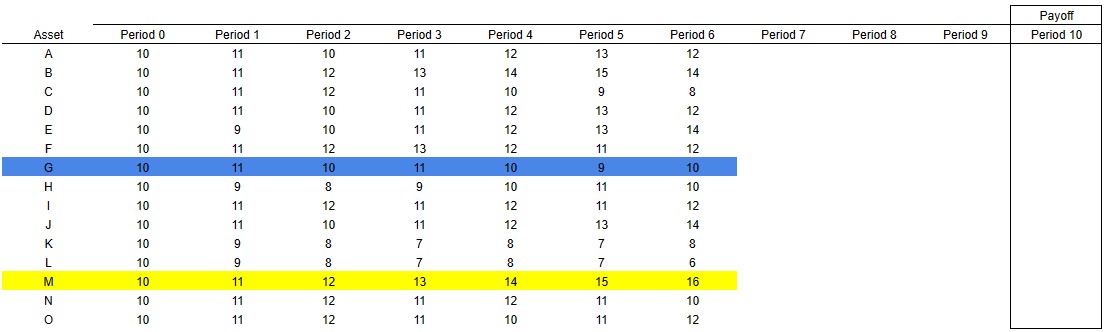 Payoff
Asset Period 0 Period 1 Period 2 Period 3 Period 4 Period 5 Period 6 Period 7 Period 8 Period 9 Period 10
A 10 11 10 11 12 13 12
B 10 11 12 13 14 15 14
C 10 11 12 11 10 9 8
D 10 11 10 11 12 13 12
E 10 9 10 11 12 13 14
F 10 11 12 13 12 11 12
G 10 11 10 11 10 9 10
H 10 9 8 9 10 11 10
I 10 11 12 11 12 11 12
J 10 11 10 11 12 13 14
K 10 9 8 7 8 7 8
L 10 9 8 7 8 7 6
M 10 11 12 13 14 15 16
N 10 11 12 11 12 11 10
O 10 11 12 11 10 11 12